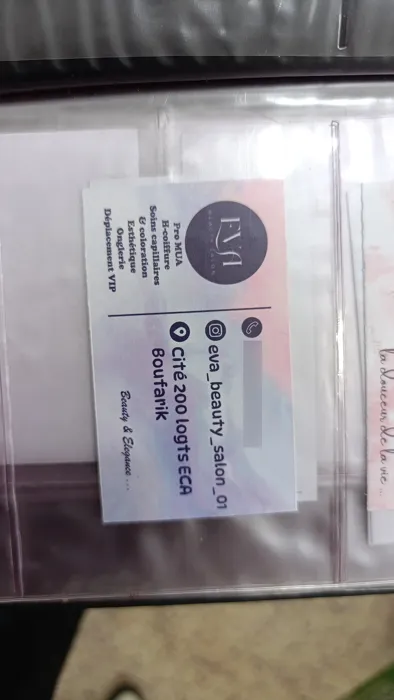 EVA
Pro MUA
H-coiffure
Soins capillaires
& coloration
Esthétique
Onglerie
Déplacement VIP
eva_beauty_salon_01
Cité 200 logts ECA
Boufarik
Beauty & Elegance ...
la douceur de la vie ...